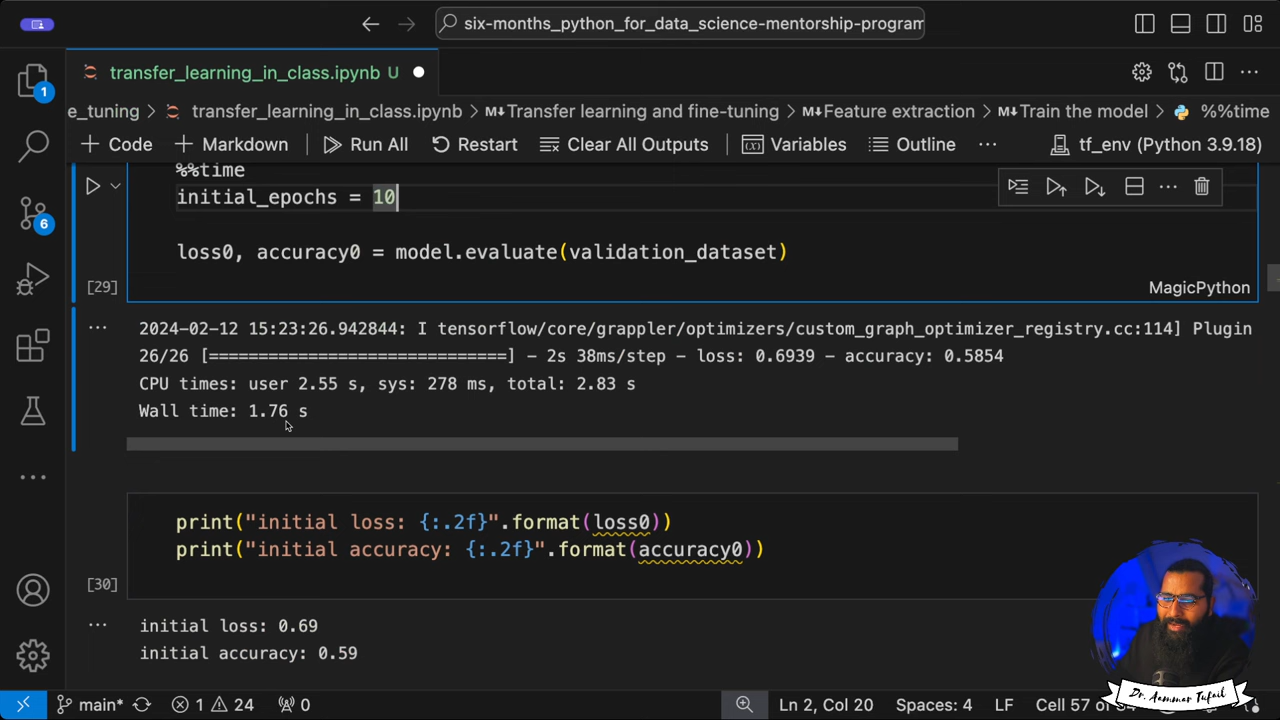 six-months_python_for_data_science-mentorship-program
transfer_learning_in_class.ipynb U
e_tuning > transfer_learning_in_class.ipynb > Transfer learning and fine-tuning > Feature extraction > Train the model > %%time
+ Code + Markdown Run All Restart Clear All Outputs Variables Outline ... tf_env (Python 3.9.18)
1
6
%%time
initial_epochs = 10
loss0, accuracy0 = model.evaluate(validation_dataset)
[29]
MagicPython
2024-02-12 15:23:26.942844: I tensorflow/core/grappler/optimizers/custom_graph_optimizer_registry.cc:114] Plugin
26/26 [==============================] - 2s 38ms/step - loss: 0.6939 - accuracy: 0.5854
CPU times: user 2.55 s, sys: 278 ms, total: 2.83 s
Wall time: 1.76 s
print("initial loss: {:.2f}".format(loss0))
print("initial accuracy: {:.2f}".format(accuracy0))
[30]
initial loss: 0.69
initial accuracy: 0.59
Dr. Aammar Tufail
main* 1 24 0 Ln 2, Col 20 Spaces: 4 LF Cell 57 of